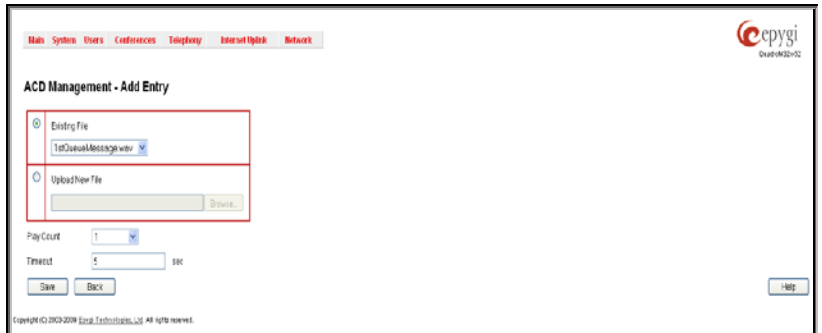 Main System Users Conferences Telephony Internet Uplink Network
epygi
QuadroM32x/32
ACD Management - Add Entry
Existing File
1stQueueMessage.wav
Upload New File
Browse...
Play Count 1
Timeout 5 sec
Save Back
Help
Copyright (C) 2003-2009 Epygi Technologies, Ltd. All rights reserved.